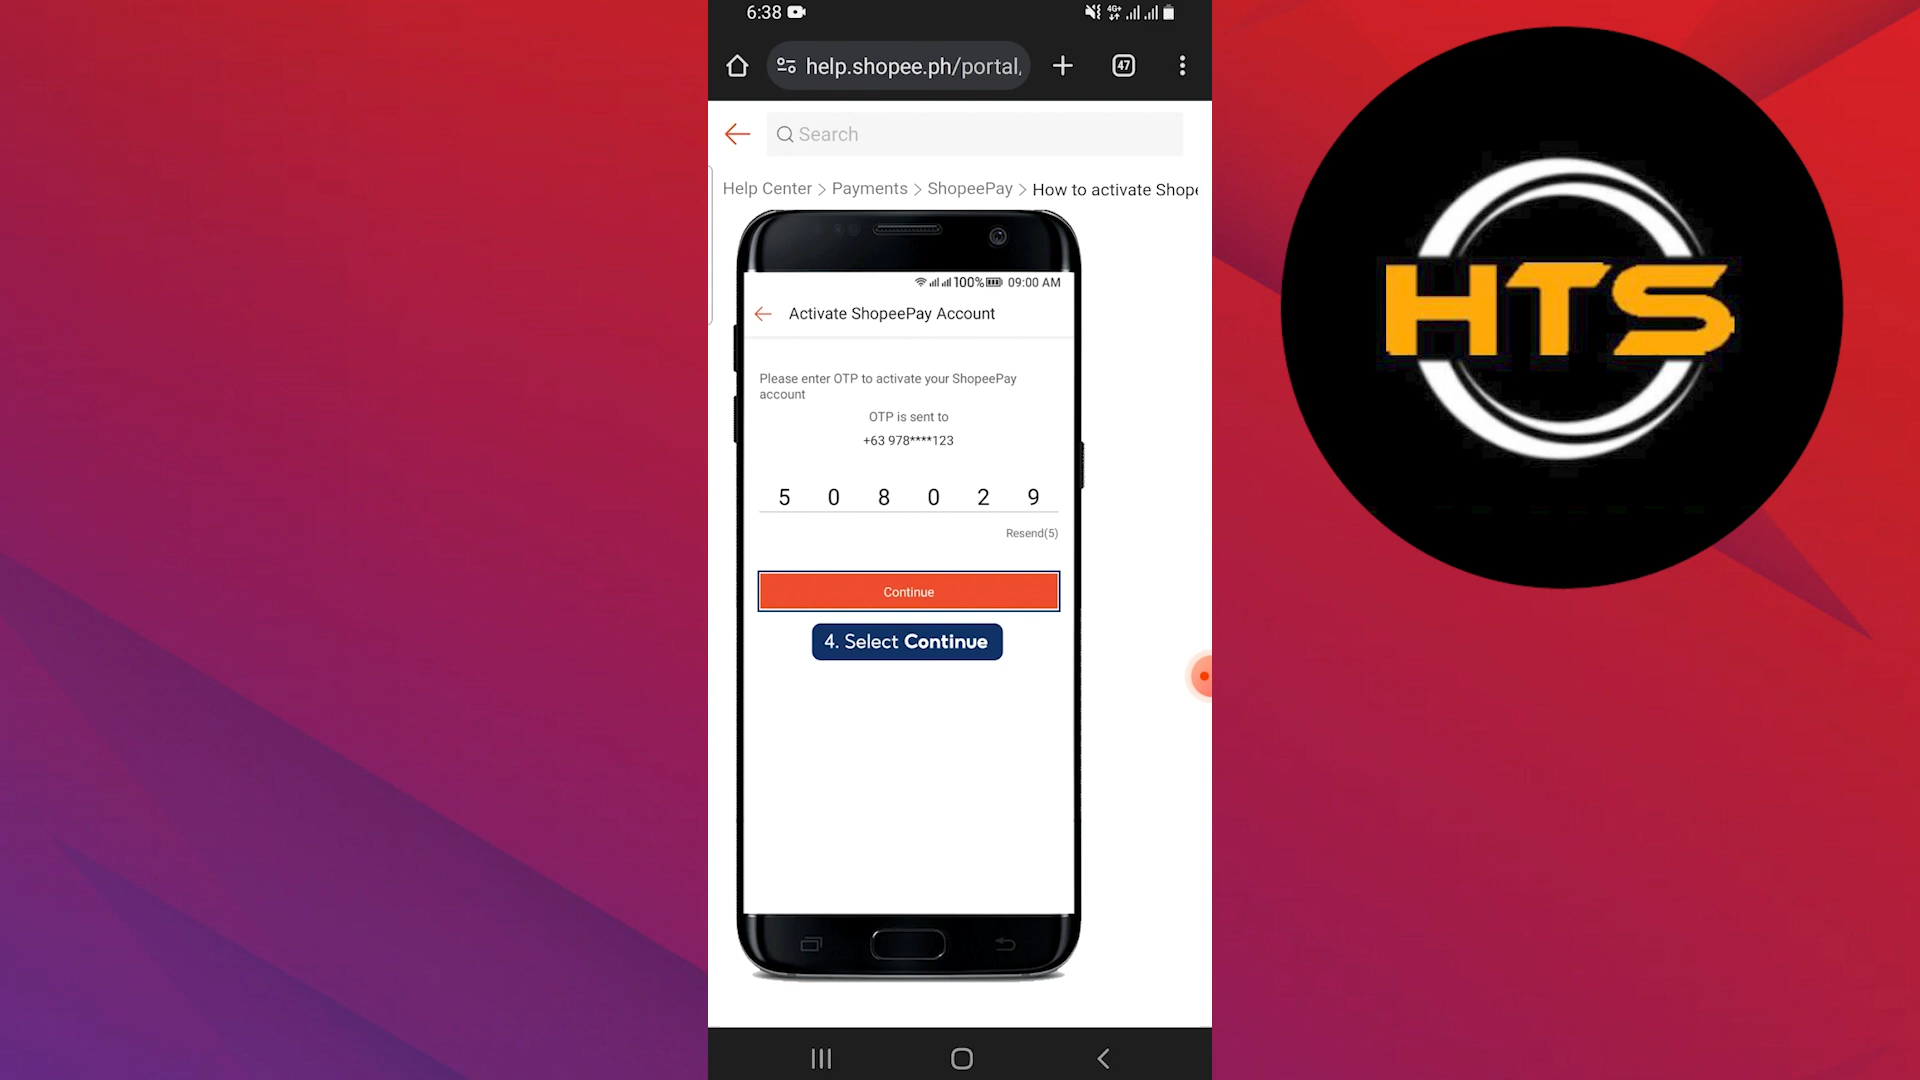 6:38
4G+
help.shopee.ph/portal,
47
Search
Help Center > Payments > ShopeePay > How to activate Shope
100% 09:00 AM
Activate ShopeePay Account
Please enter OTP to activate your ShopeePay
account
OTP is sent to
+63 978****123
5 0 8 0 2 9
Resend(5)
Continue
4. Select Continue
HTS